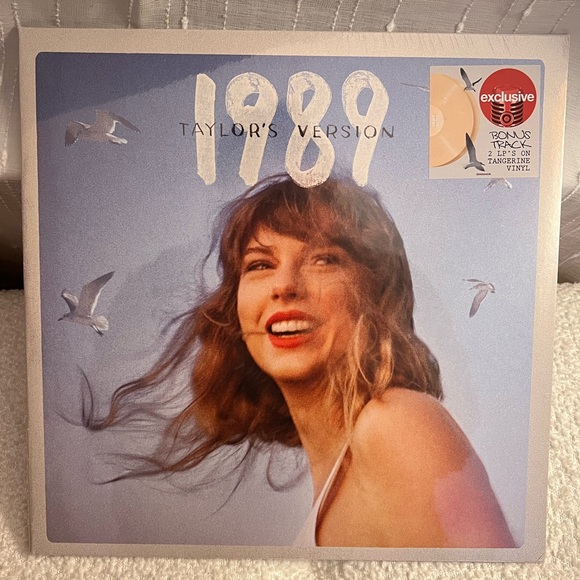 1989
TAYLOR'S VERSION
exclusive
BONUS
TRACK
2 LP'S ON
TANGERINE
VINYL